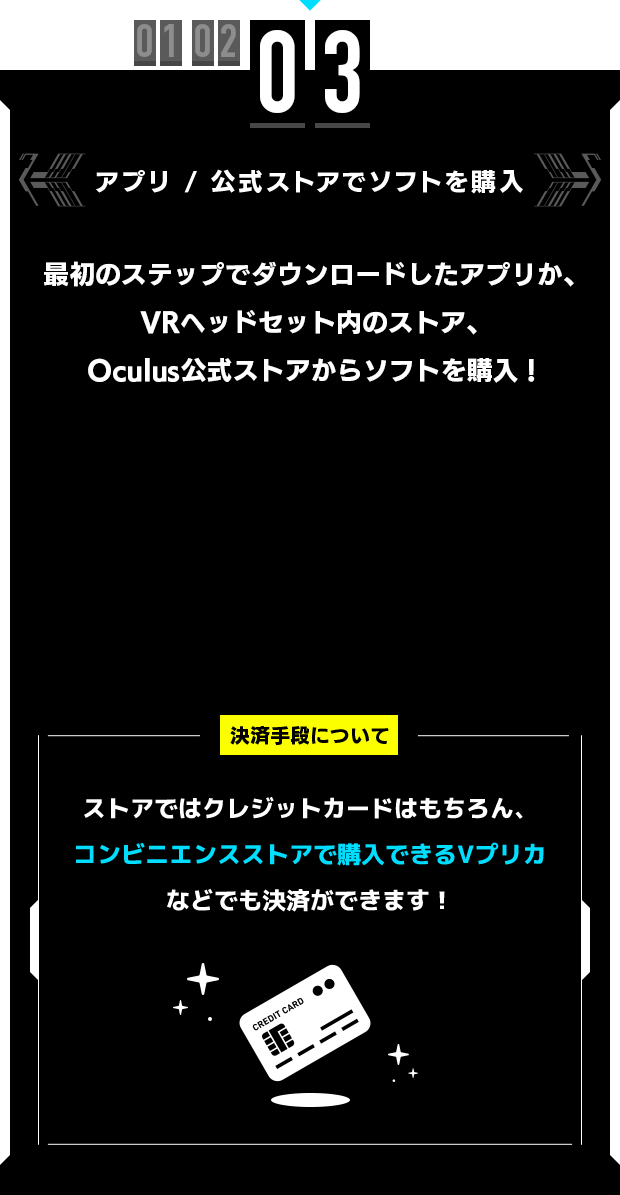 01 02 03
アプリ / 公式ストアでソフトを購入
最初のステップでダウンロードしたアプリか、
VRヘッドセット内のストア、
Oculus公式ストアからソフトを購入！
決済手段について
ストアではクレジットカードはもちろん、
コンビニエンスストアで購入できるVプリカ
などでも決済ができます！
CREDIT CARD